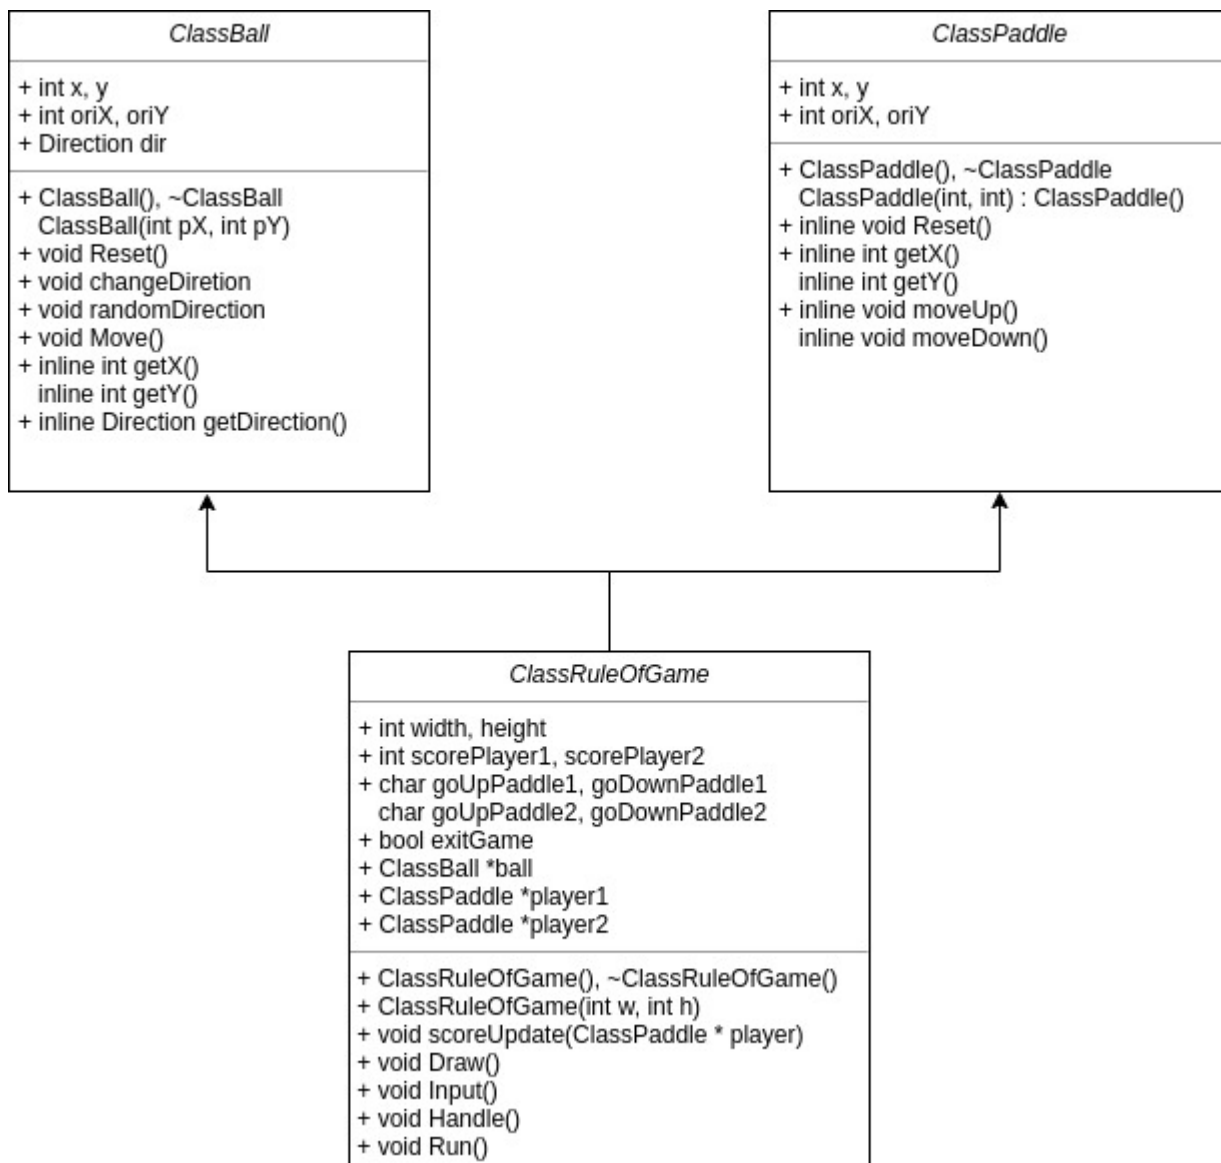 ClassBall
+ int x, y
+ int oriX, oriY
+ Direction dir
+ ClassBall(), ~ClassBall
ClassBall(int pX, int pY)
+ void Reset()
+ void changeDiretion
+ void randomDirection
+ void Move()
+ inline int getX()
inline int getY()
+ inline Direction getDirection()
ClassPaddle
+ int x, y
+ int oriX, oriY
+ ClassPaddle(), ~ClassPaddle
ClassPaddle(int, int) : ClassPaddle()
+ inline void Reset()
+ inline int getX()
inline int getY()
+ inline void moveUp()
inline void moveDown()
ClassRuleOfGame
+ int width, height
+ int scorePlayer1, scorePlayer2
+ char goUpPaddle1, goDownPaddle1
char goUpPaddle2, goDownPaddle2
+ bool exitGame
+ ClassBall *ball
+ ClassPaddle *player1
+ ClassPaddle *player2
+ ClassRuleOfGame(), ~ClassRuleOfGame()
+ ClassRuleOfGame(int w, int h)
+ void scoreUpdate(ClassPaddle * player)
+ void Draw()
+ void Input()
+ void Handle()
+ void Run()